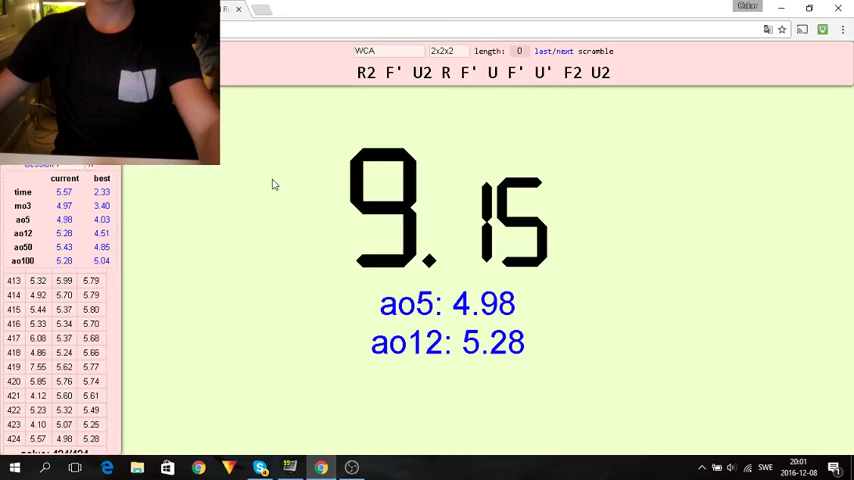 Oskar
WCA 2x2x2 length: 0 last/next scramble
R2 F' U2 R F' U F' U' F2 U2
current best
time 5.57 2.33
mo3 4.97 3.40
ao5 4.98 4.03
ao12 5.28 4.51
ao50 5.43 4.85
ao100 5.28 5.04
413 5.32 5.99 5.79
414 4.92 5.70 5.79
415 5.44 5.37 5.80
416 5.33 5.34 5.70
417 6.08 5.37 5.68
418 4.86 5.24 5.66
419 7.55 5.62 5.77
420 5.85 5.76 5.74
421 4.12 5.60 5.61
422 5.23 5.32 5.49
423 4.10 5.07 5.25
424 5.57 4.98 5.28
9.15
ao5: 4.98
ao12: 5.28
SWE
20:01
2016-12-08